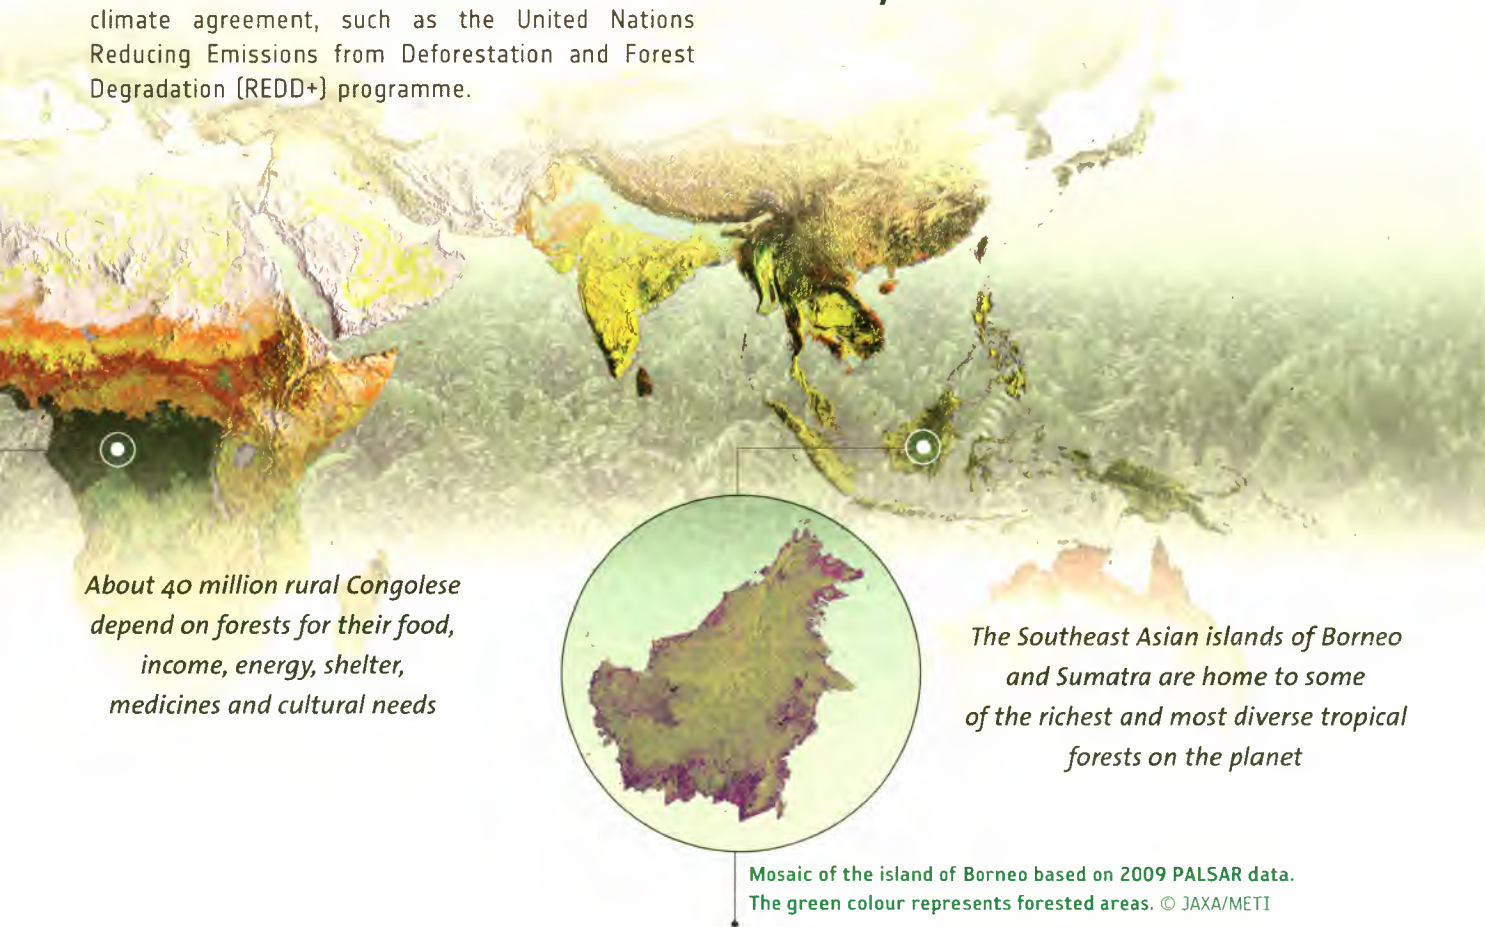 climate agreement, such as the United Nations
Reducing Emissions from Deforestation and Forest
Degradation (REDD+) programme.
About 40 million rural Congolese
depend on forests for their food,
income, energy, shelter,
medicines and cultural needs
The Southeast Asian islands of Borneo
and Sumatra are home to some
of the richest and most diverse tropical
forests on the planet
Mosaic of the island of Borneo based on 2009 PALSAR data.
The green colour represents forested areas. © JAXA/METI